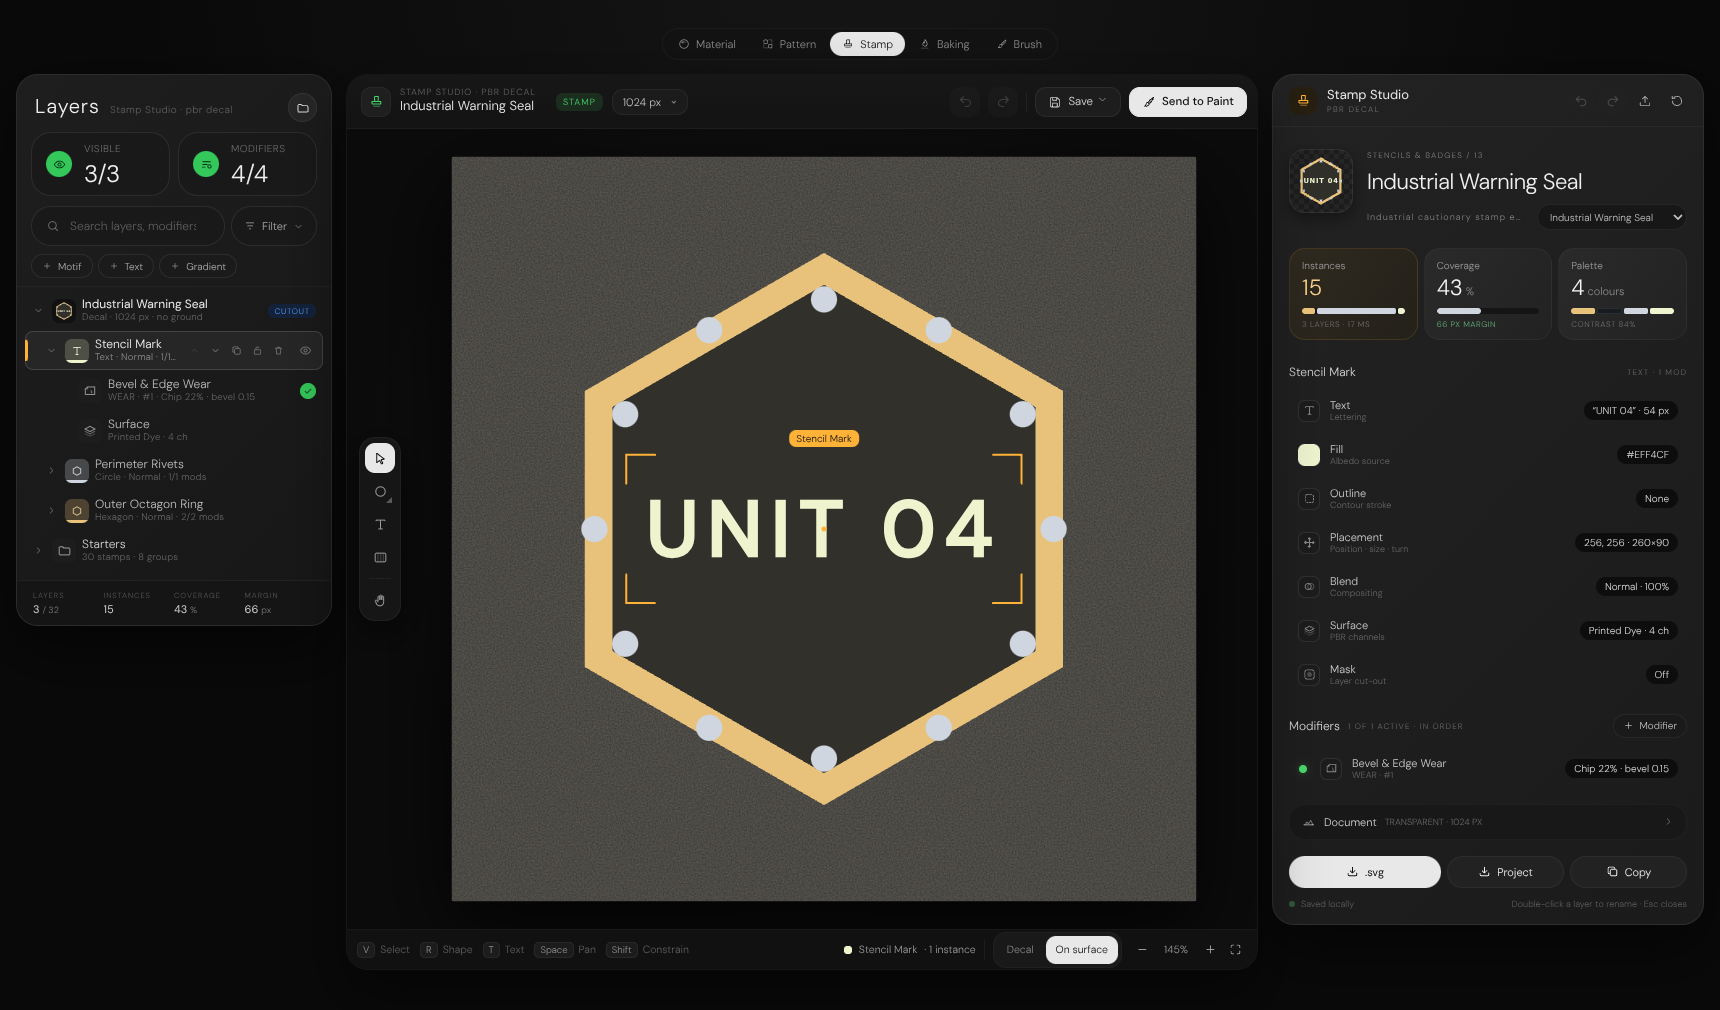 Material
Pattern
Stamp
Baking
Brush
Layers
Stamp Studio · pbr decal
VISIBLE
3/3
MODIFIERS
4/4
Search layers, modifiers
Filter
+ Motif
+ Text
+ Gradient
Industrial Warning Seal
Decal · 1024 px · no ground
CUTOUT
Stencil Mark
Text · Normal · 1/1...
Bevel & Edge Wear
WEAR · #1 · Chip 22% · bevel 0.15
Surface
Printed Dye · 4 ch
Perimeter Rivets
Circle · Normal · 1/1 mods
Outer Octagon Ring
Hexagon · Normal · 2/2 mods
Starters
30 stamps · 8 groups
LAYERS
3 / 32
INSTANCES
15
COVERAGE
43 %
MARGIN
66 px
STAMP STUDIO · PBR DECAL
Industrial Warning Seal
STAMP
1024 px
Save
Send to Paint
Stencil Mark
UNIT 04
V Select
R Shape
T Text
Space Pan
Shift Constrain
Stencil Mark · 1 instance
Decal
On surface
145%
Stamp Studio
PBR DECAL
UNIT 04
STENCILS & BADGES / 13
Industrial Warning Seal
Industrial cautionary stamp e...
Industrial Warning Seal
Instances
15
3 LAYERS · 17 MS
Coverage
43 %
66 PX MARGIN
Palette
4 colours
CONTRAST 84%
Stencil Mark
TEXT · 1 MOD
Text
Lettering
"UNIT 04" · 54 px
Fill
Albedo source
#EFF4CF
Outline
Contour stroke
None
Placement
Position · size · turn
256, 256 · 260×90
Blend
Compositing
Normal · 100%
Surface
PBR channels
Printed Dye · 4 ch
Mask
Layer cut-out
Off
Modifiers
1 OF 1 ACTIVE · IN ORDER
+ Modifier
Bevel & Edge Wear
WEAR · #1
Chip 22% · bevel 0.15
Document
TRANSPARENT · 1024 PX
.svg
Project
Copy
Saved locally
Double-click a layer to rename · Esc closes